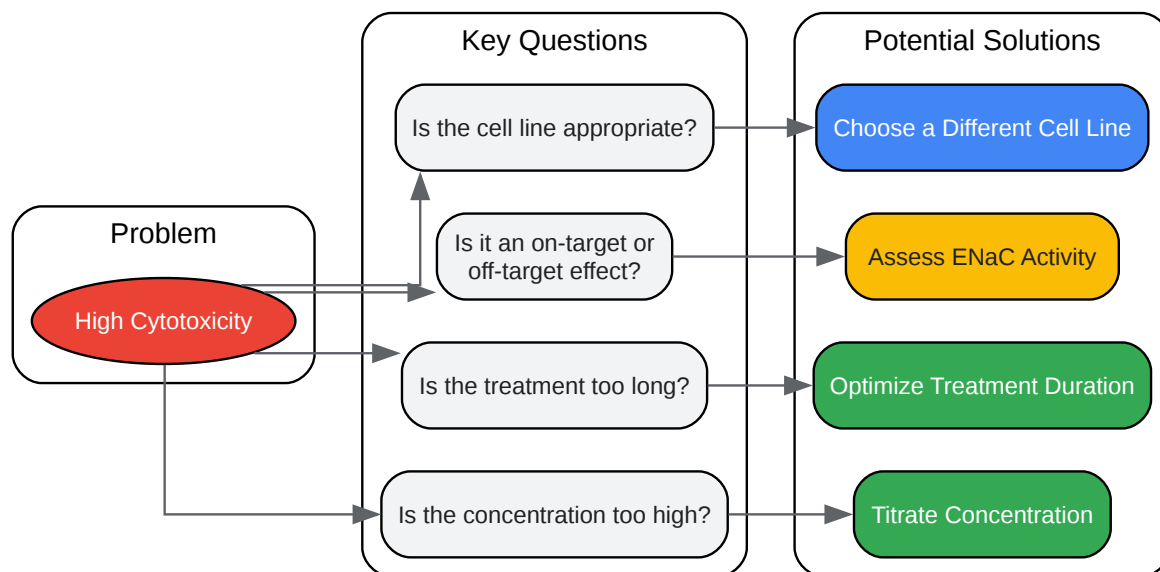 Problem
High Cytotoxicity
Key Questions
Is the cell line appropriate?
Is it an on-target or
off-target effect?
Is the treatment too long?
Is the concentration too high?
Potential Solutions
Choose a Different Cell Line
Assess ENaC Activity
Optimize Treatment Duration
Titrate Concentration